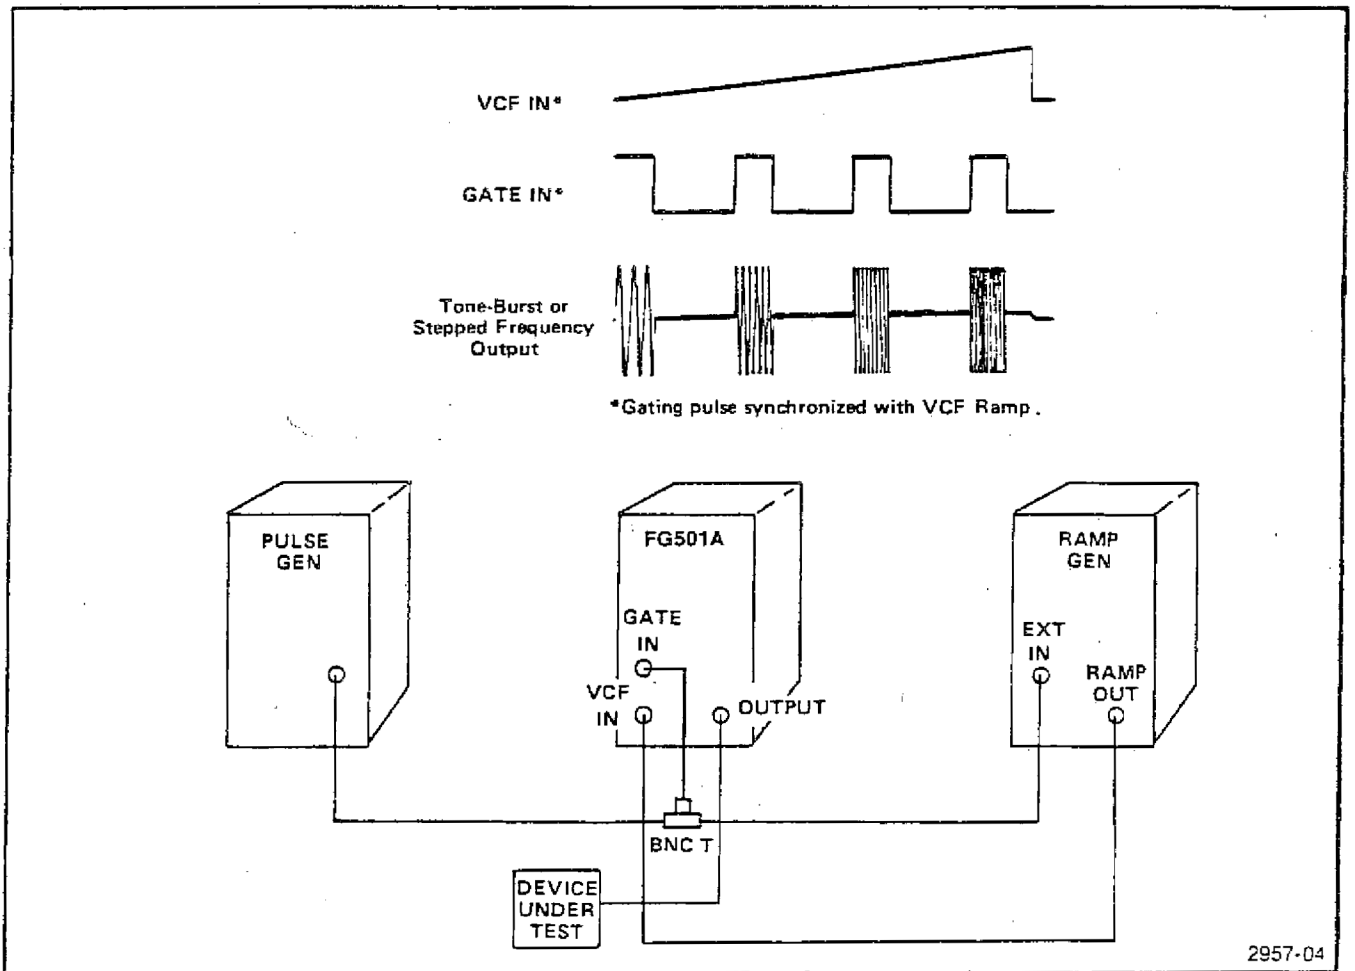 VCF IN*
GATE IN*
Tone-Burst or
Stepped Frequency
Output
*Gating pulse synchronized with VCF Ramp.
PULSE
GEN
FG501A
GATE
IN
VCF
IN
OUTPUT
RAMP
GEN
EXT
IN
RAMP
OUT
BNC T
DEVICE
UNDER
TEST
2957-04